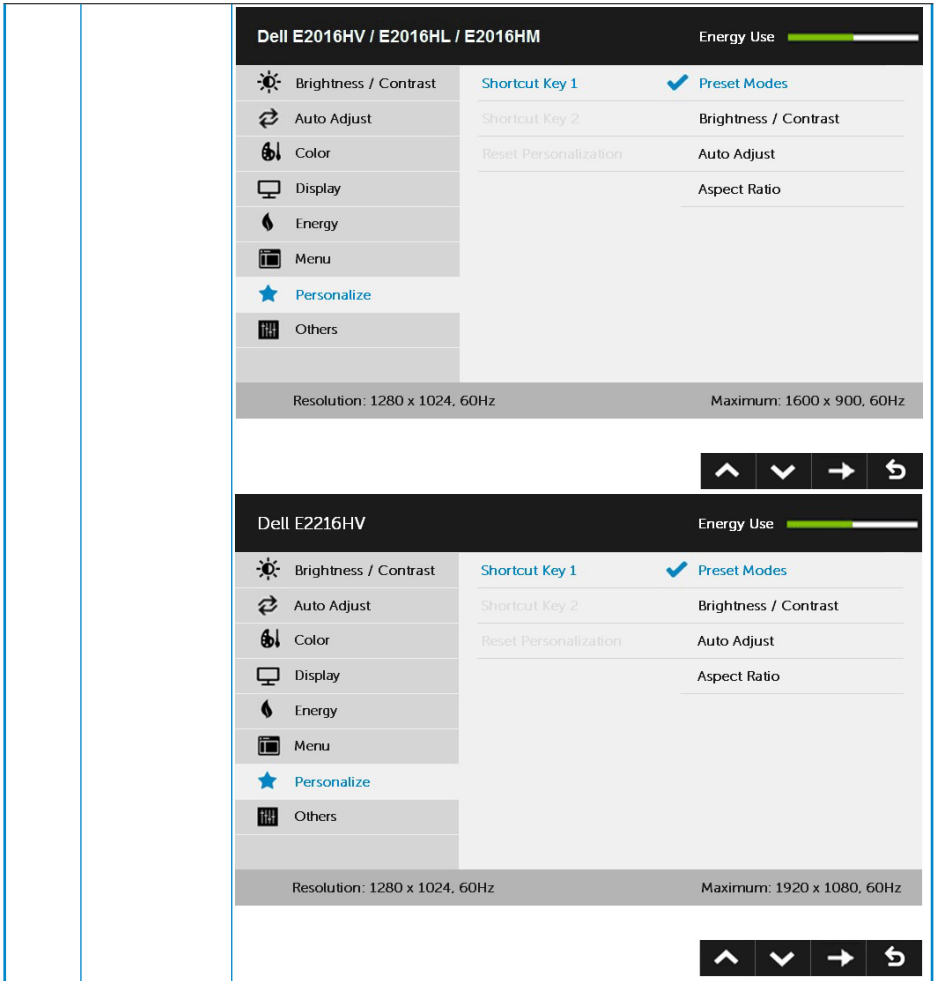 Dell E2016HV / E2016HL / E2016HM Energy Use
Brightness / Contrast Shortcut Key 1 Preset Modes
Auto Adjust Shortcut Key 2 Brightness / Contrast
Color Reset Personalization Auto Adjust
Display Aspect Ratio
Energy
Menu
Personalize
Others
Resolution: 1280 x 1024, 60Hz Maximum: 1600 x 900, 60Hz
Dell E2216HV Energy Use
Brightness / Contrast Shortcut Key 1 Preset Modes
Auto Adjust Shortcut Key 2 Brightness / Contrast
Color Reset Personalization Auto Adjust
Display Aspect Ratio
Energy
Menu
Personalize
Others
Resolution: 1280 x 1024, 60Hz Maximum: 1920 x 1080, 60Hz